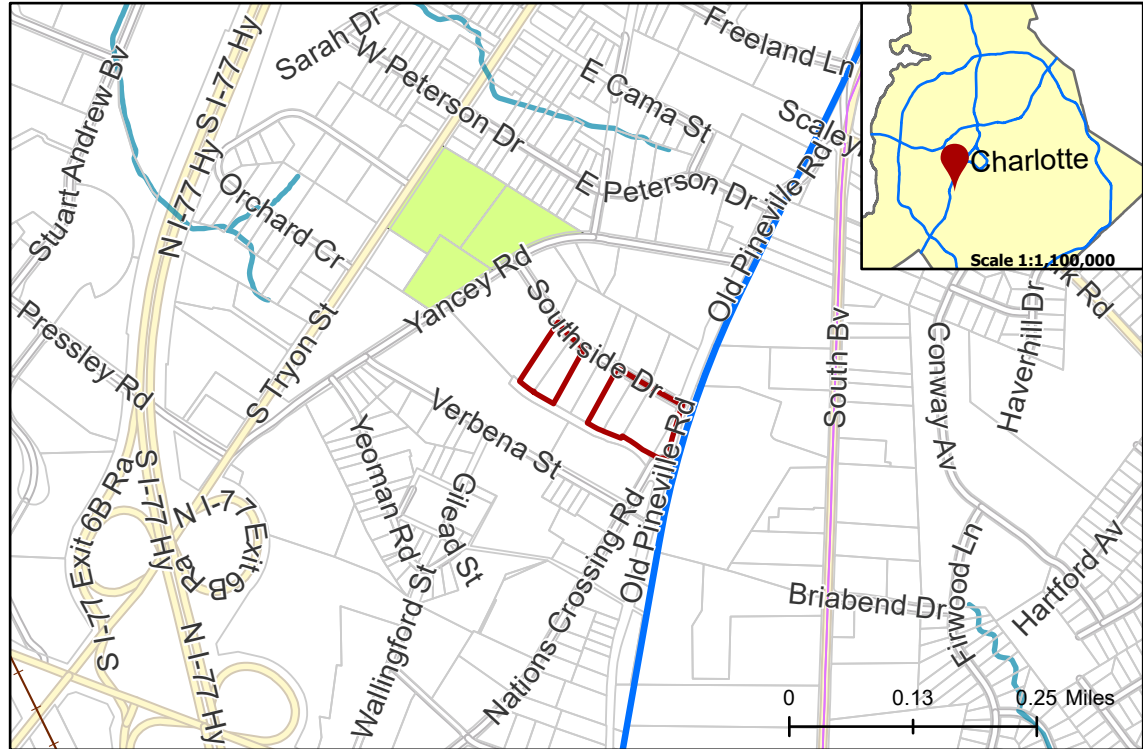 Freeland Ln
Sarah Dr
W Peterson Dr
E Cama St
Stuart Andrew Bv
N I-77 Hy S I-77 Hy
E Peterson Dr
Old Pineville Rd
Charlotte
Scale 1:1,100,000
Orchard Cr
Yancey Rd
Southside Dr
Pressley Rd
S Tryon St
South Bv
Conway Av
Haverhill Dr
Verbena St
Old Pineville Rd
Yeoman Rd
Gilead St
S I-77 Hy
N I-77 Exit 6B Ra
S I-77 Exit 6B Ra
Wallingford St
Nations Crossing Rd
Briabend Dr
Firwood Ln
Hartford Av
N I-77 Hy
0 0.13 0.25 Miles